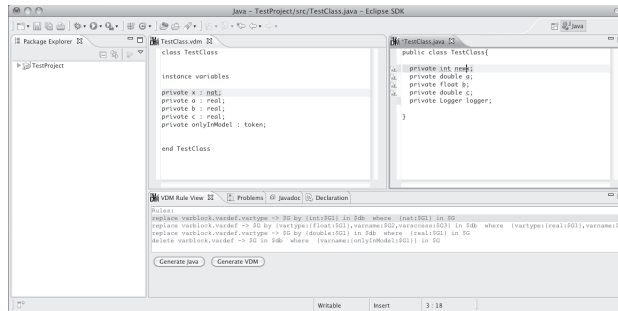 Java - TestProject/src/TestClass.java - Eclipse SDK
Java
Package Explorer
TestProject
TestClass.vdm
class TestClass
instance variables
private x : nat;
private a : real;
private b : real;
private c : real;
private onlyInModel : token;
end TestClass
*TestClass.java
public class TestClass{
private int news;
private double a;
private float b;
private double c;
private Logger logger;
}
VDM Rule View
Problems
@ Javadoc
Declaration
Rules:
replace varblock.vardef.vartype -> $G by {int:$G1} in $db where {nat:$G1} in $G
replace varblock.vardef -> $G by {vartype:{float:$G1},varname:$G2,varaccess:$G3} in $db where {vartype:{real:$G1},varname:$
replace varblock.vardef.vartype -> $G by {double:$G1} in $db where {real:$G1} in $G
delete varblock.vardef -> $G in $db where {varname:{onlyInModel:$G1}} in $G
Generate Java
Generate VDM
Writable
Insert
3 : 18